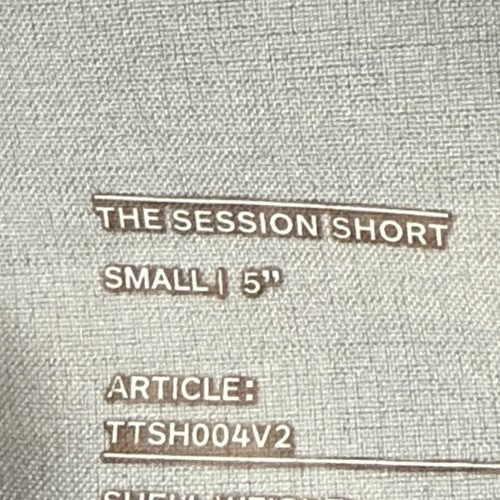 THE SESSION SHORT
SMALL | 5”
ARTICLE:
TTSH004V2